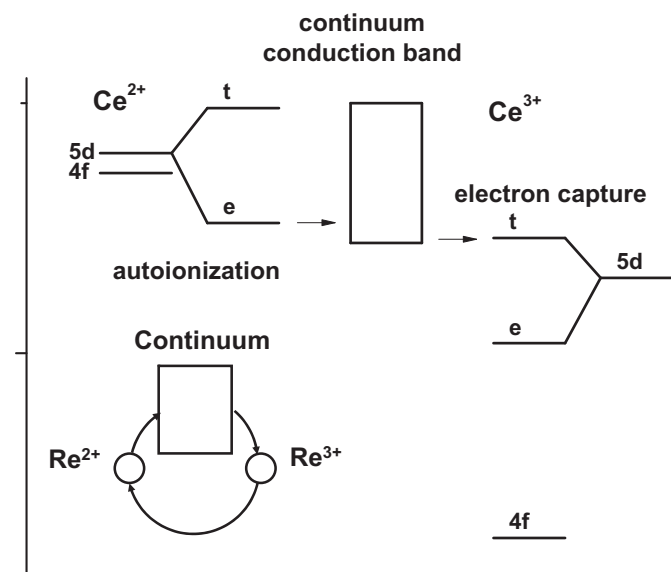 continuum
conduction band
Ce²⁺
t
Ce³⁺
5d
4f
e
electron capture
t
5d
autoionization
e
Continuum
Re²⁺
Re³⁺
4f